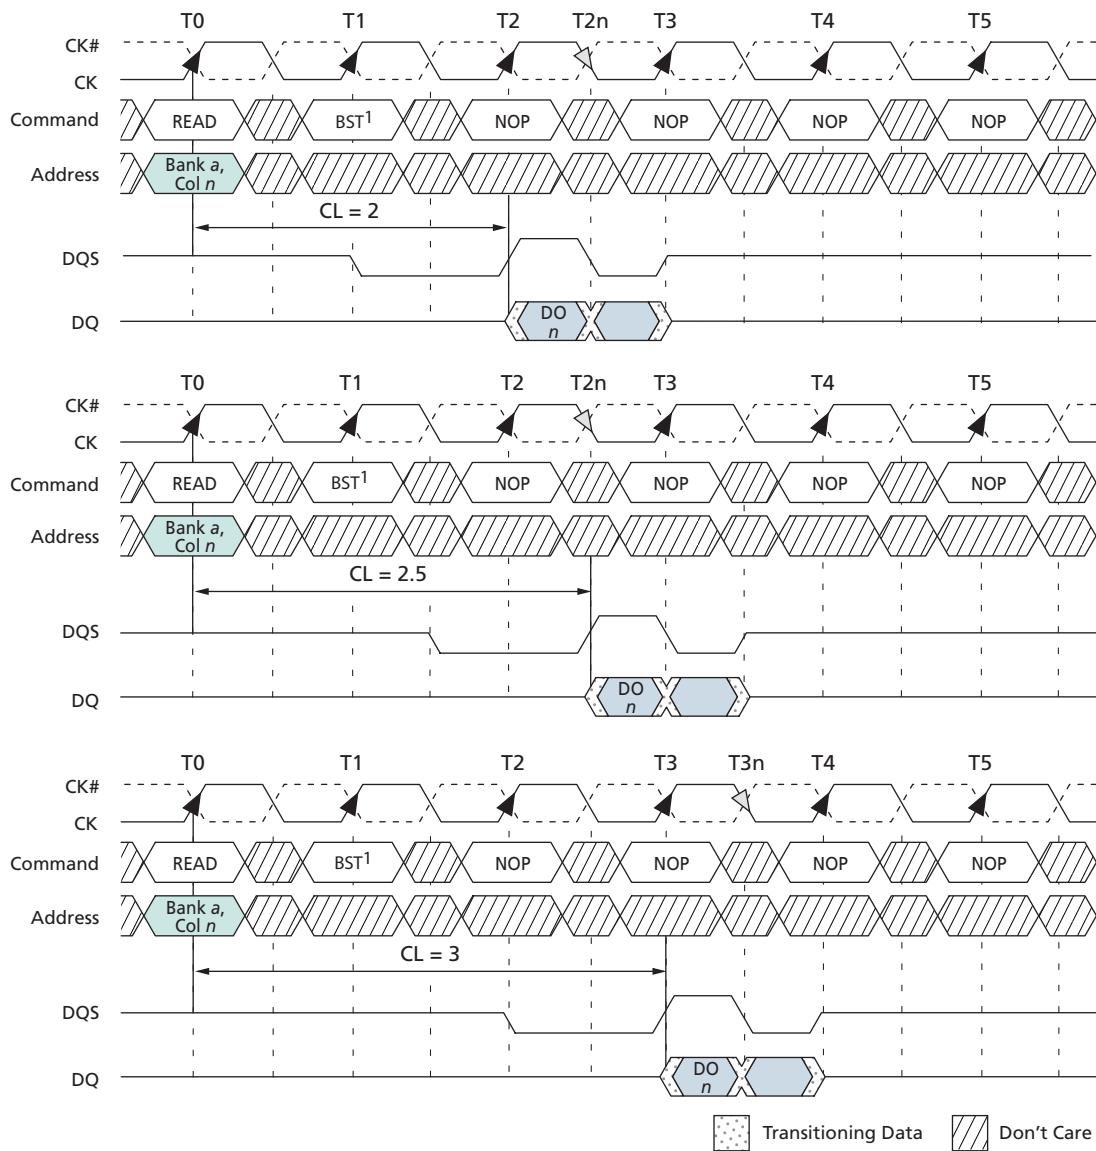 T0 T1 T2 T2n T3 T4 T5
CK#
CK
Command READ BST1 NOP NOP NOP NOP
Address Bank a,
Col n
CL = 2
DQS
DQ DO
n
T0 T1 T2 T2n T3 T4 T5
CK#
CK
Command READ BST1 NOP NOP NOP NOP
Address Bank a,
Col n
CL = 2.5
DQS
DQ DO
n
T0 T1 T2 T3 T3n T4 T5
CK#
CK
Command READ BST1 NOP NOP NOP NOP
Address Bank a,
Col n
CL = 3
DQS
DQ DO
n
Transitioning Data Don't Care